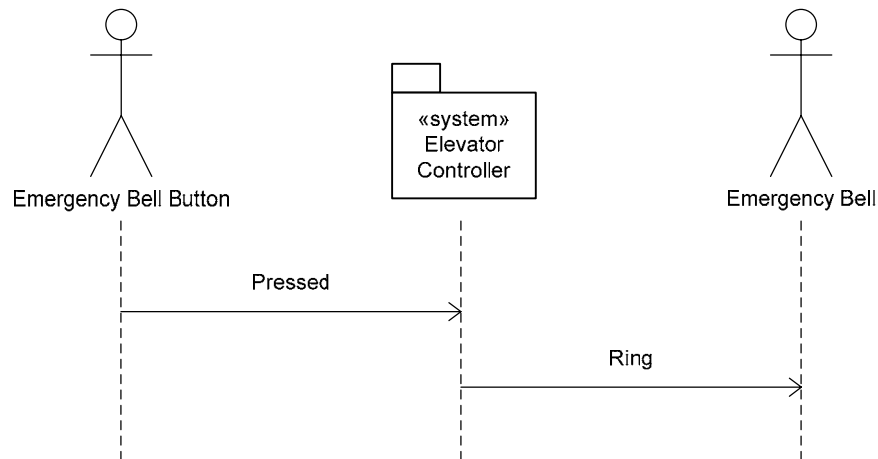 «system»
Elevator
Controller
Emergency Bell Button
Emergency Bell
Pressed
Ring